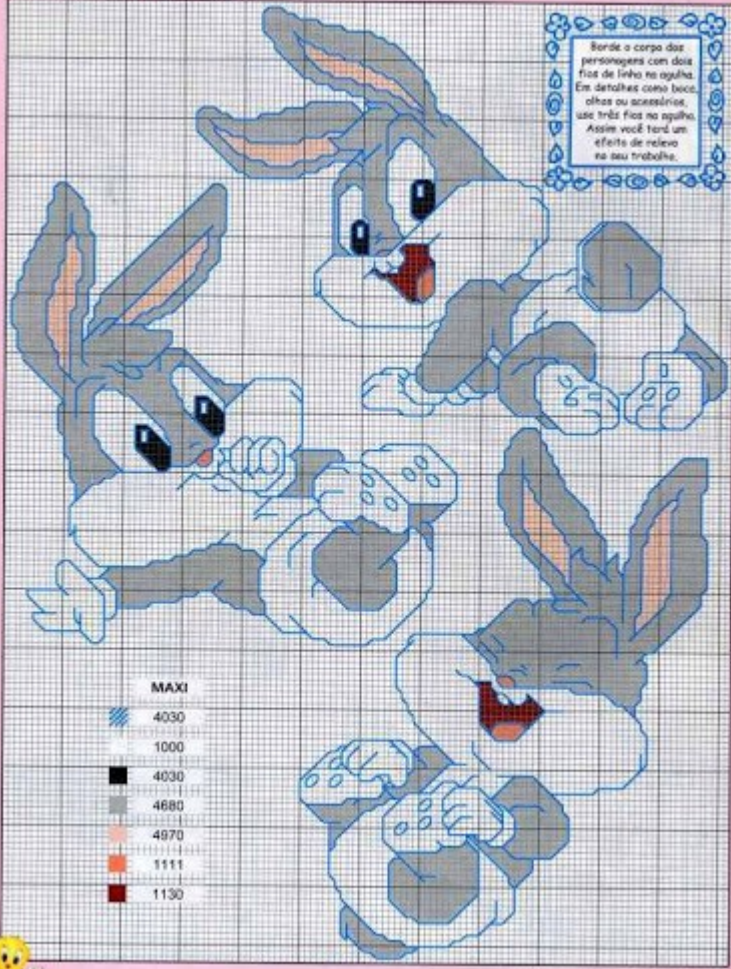 Borde o corpo dos
personagens com dois
fios de linha na agulha.
Em detalhes como boca,
olhos ou acessórios,
use três fios na agulha.
Assim você terá um
efeito de relevo
no seu trabalho.
MAXI
4030
1000
4030
4680
4970
1111
1130